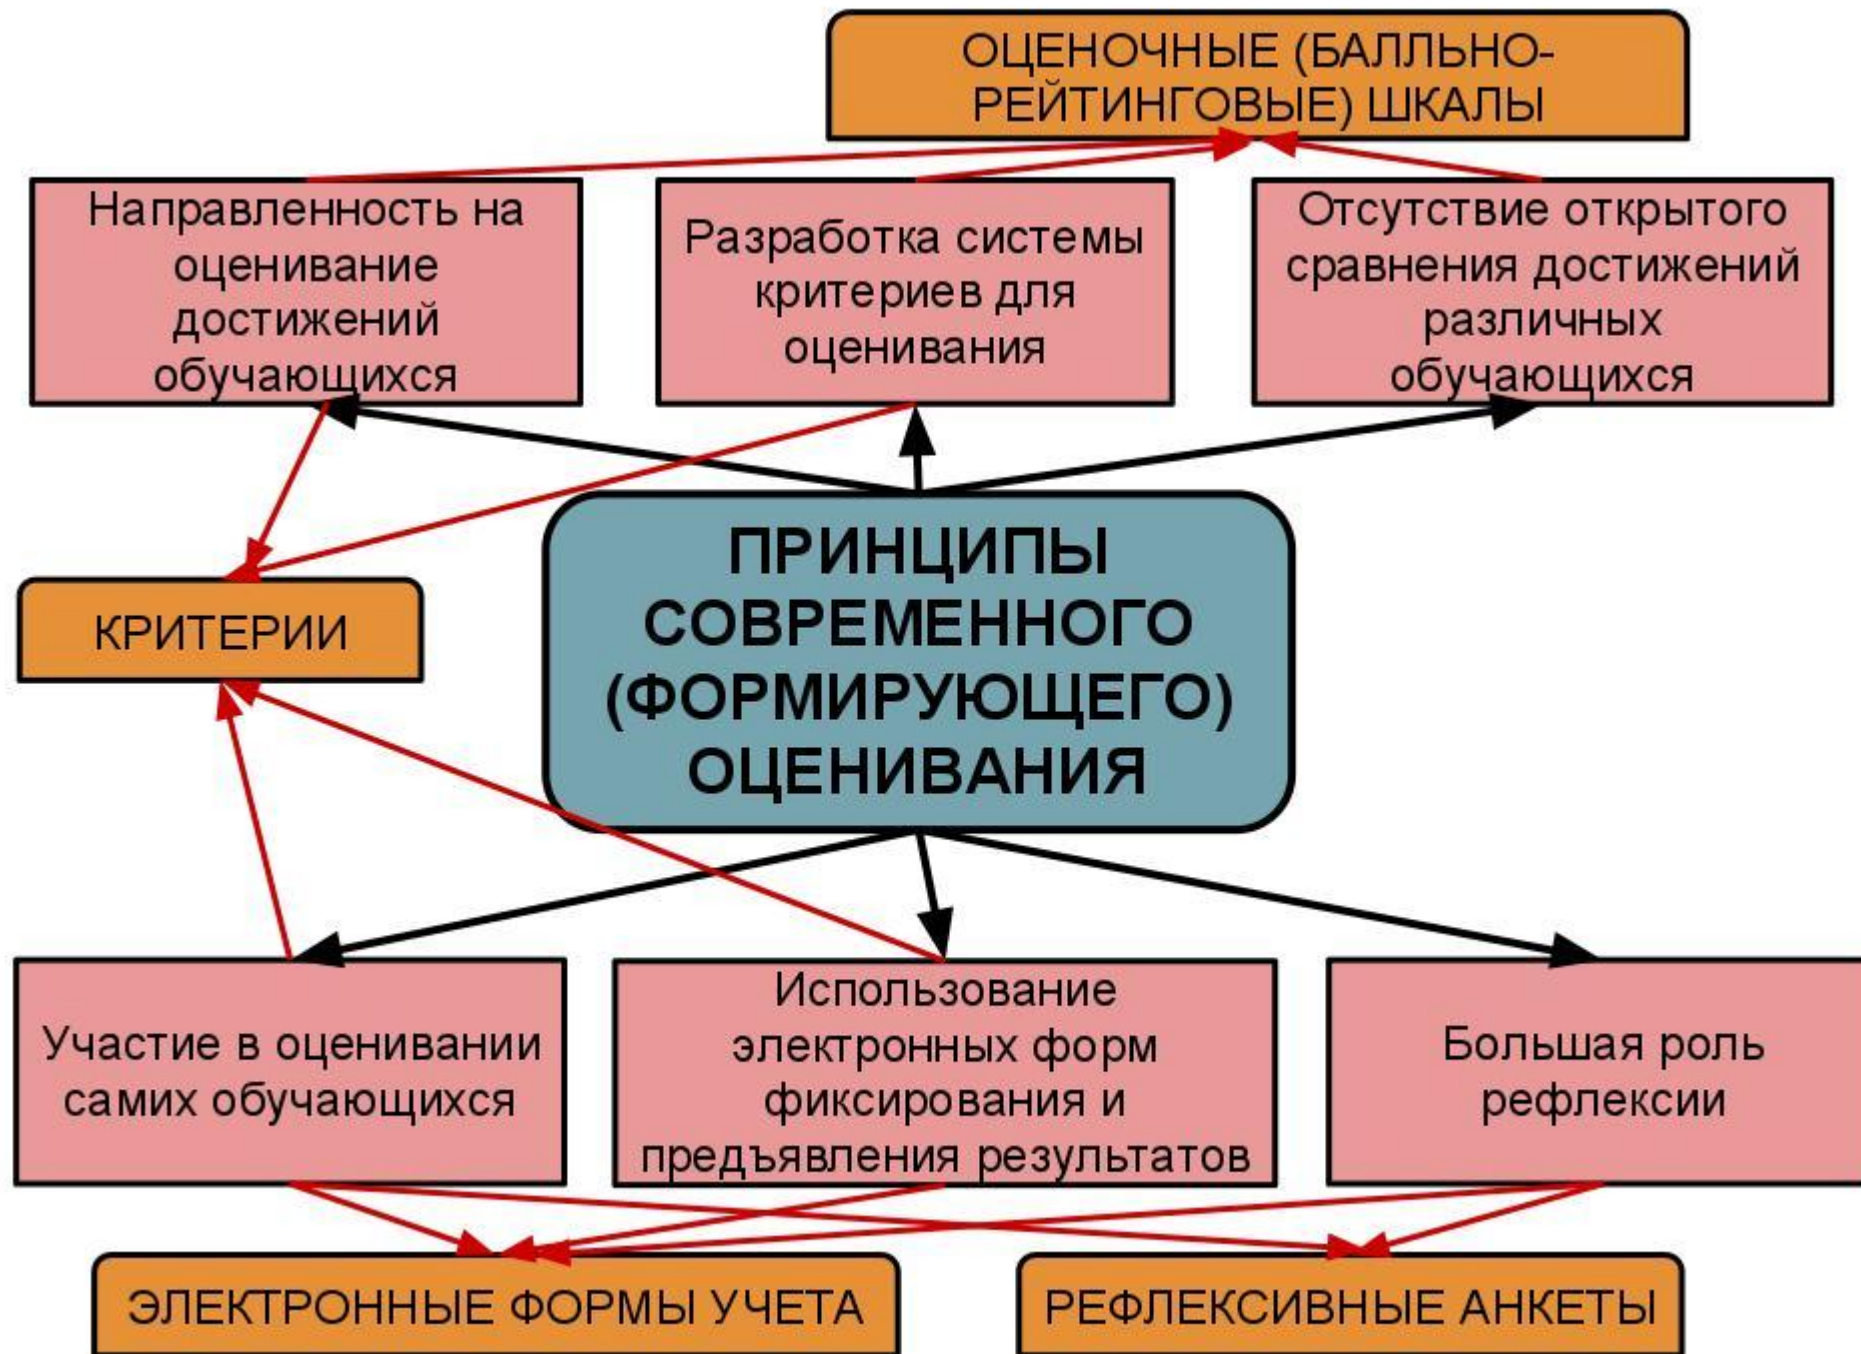 ОЦЕНОЧНЫЕ (БАЛЛЬНО-
РЕЙТИНГОВЫЕ) ШКАЛЫ
Направленность на
оценивание
достижений
обучающихся
Разработка системы
критериев для
оценивания
Отсутствие открытого
сравнения достижений
различных
обучающихся
КРИТЕРИИ
ПРИНЦИПЫ
СОВРЕМЕННОГО
(ФОРМИРУЮЩЕГО)
ОЦЕНИВАНИЯ
Участие в оценивании
самих обучающихся
Использование
электронных форм
фиксирования и
предъявления результатов
Большая роль
рефлексии
ЭЛЕКТРОННЫЕ ФОРМЫ УЧЕТА
РЕФЛЕКСИВНЫЕ АНКЕТЫ